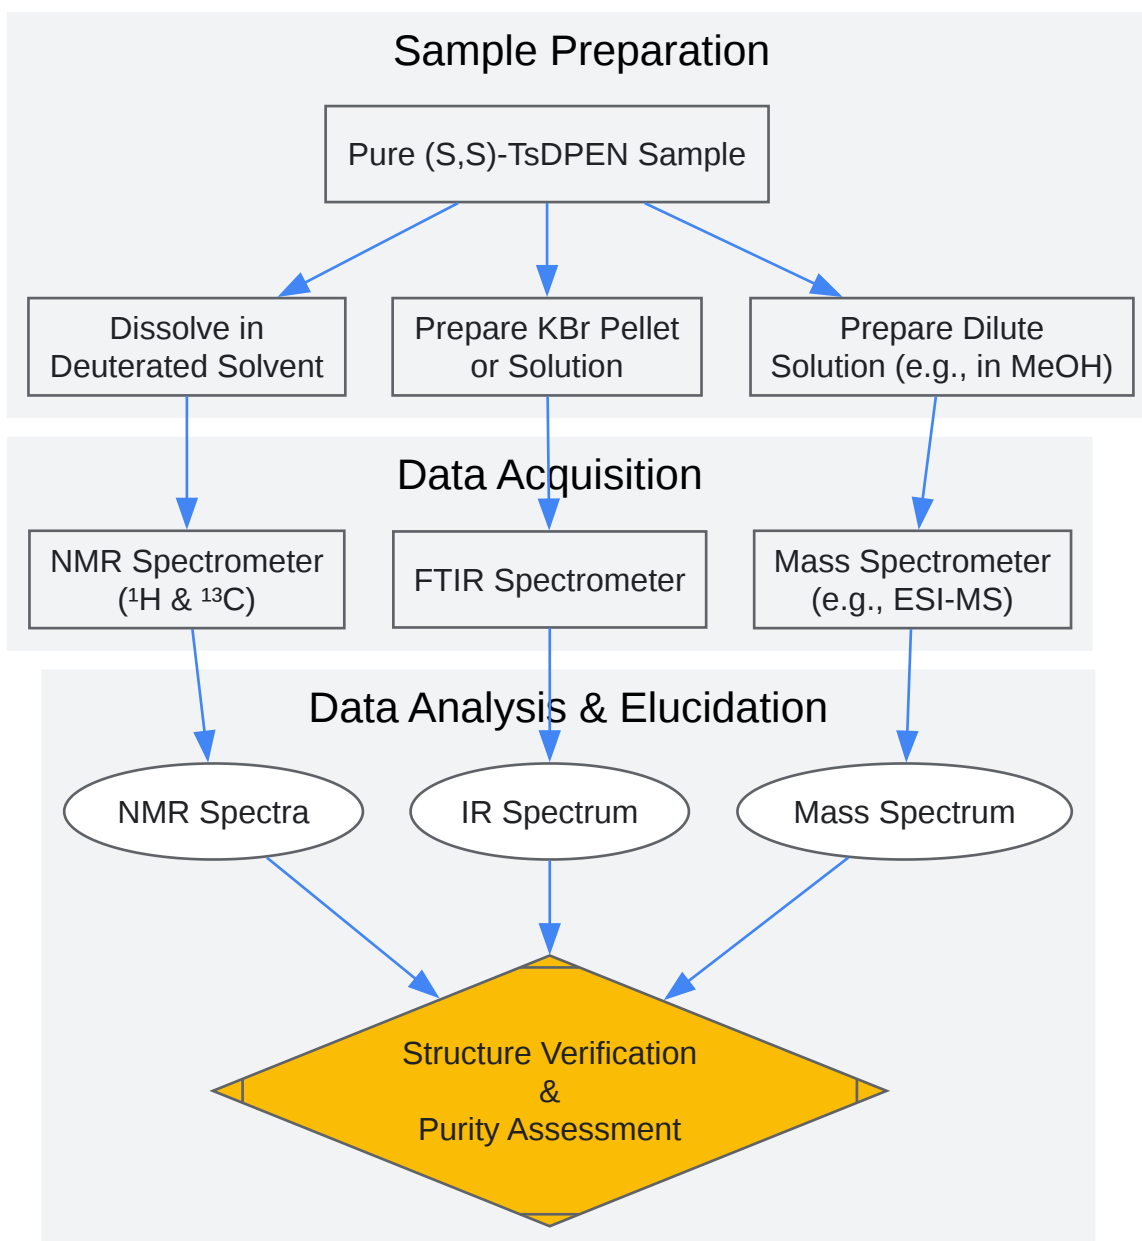 Sample Preparation
Pure (S,S)-TsDPEN Sample
Dissolve in
Deuterated Solvent
Prepare KBr Pellet
or Solution
Prepare Dilute
Solution (e.g., in MeOH)
Data Acquisition
NMR Spectrometer
(¹H & ¹³C)
FTIR Spectrometer
Mass Spectrometer
(e.g., ESI-MS)
Data Analysis & Elucidation
NMR Spectra
IR Spectrum
Mass Spectrum
Structure Verification
&
Purity Assessment